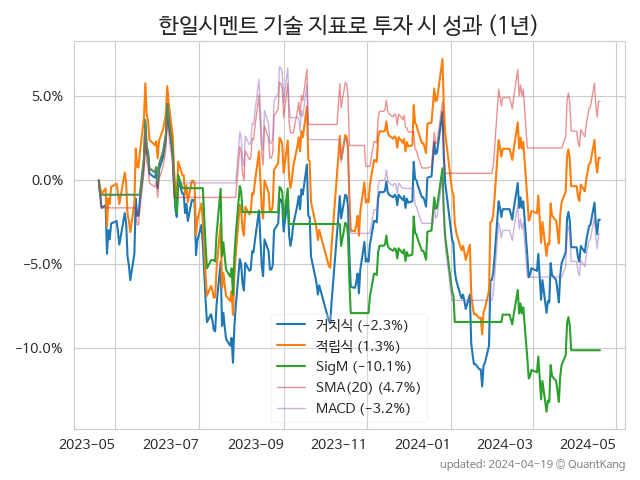 한일시멘트 기술 지표로 투자 시 성과 (1년)
5.0%
0.0%
−5.0%
−10.0%
거치식 (−2.3%)
적립식 (1.3%)
SigM (−10.1%)
SMA(20) (4.7%)
MACD (−3.2%)
2023-05 2023-07 2023-09 2023-11 2024-01 2024-03 2024-05
updated: 2024-04-19 © QuantKang